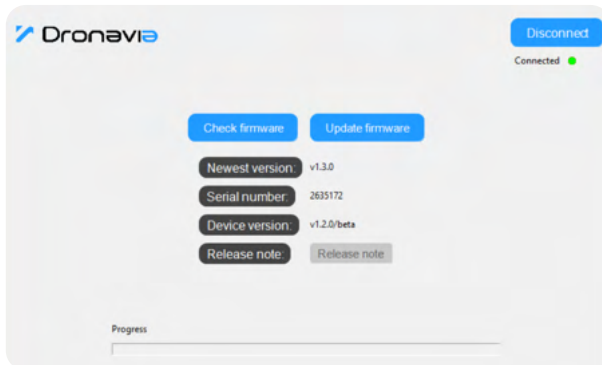 Dronavia
Disconnect
Connected
Check firmware Update firmware
Newest version: v1.3.0
Serial number: 2635172
Device version: v1.2.0/beta
Release note: Release note
Progress